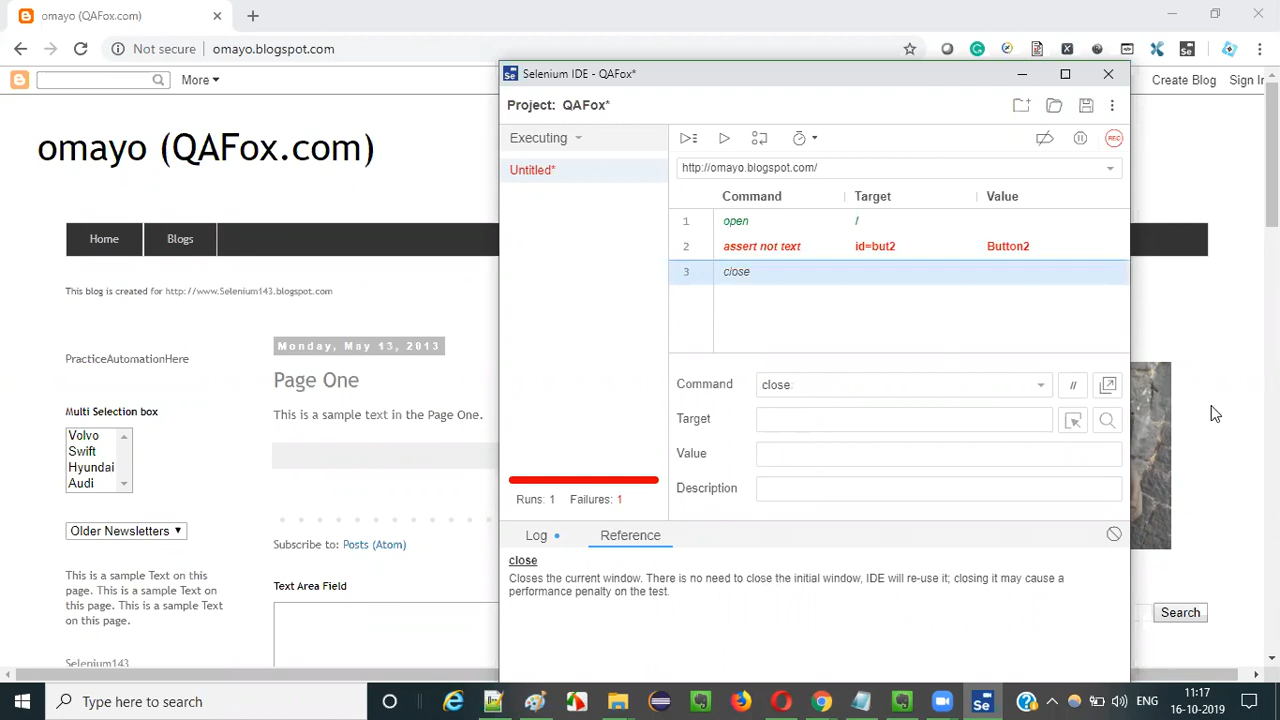 omayo (QAFox.com)
Not secure
omayo.blogspot.com
More
Create Blog
Sign In
omayo (QAFox.com)
Home
Blogs
This blog is created for http://www.Selenium143.blogspot.com
PracticeAutomationHere
Multi Selection box
Volvo
Swift
Hyundai
Audi
Older Newsletters
This is a sample Text on this
page. This is a sample Text
on this page. This is a sample
page. This is a sample Text
on this page.
Selenium143
Monday, May 13, 2013
Page One
This is a sample text in the Page One.
Subscribe to: Posts (Atom)
Text Area Field
Search
Se Selenium IDE - QAFox*
Project: QAFox*
Executing
Untitled*
Runs: 1 Failures: 1
REC
http://omayo.blogspot.com/
Command Target Value
1 open /
2 assert not text id=but2 Button2
3 close
Command close
Target
Value
Description
Log Reference
close
Closes the current window. There is no need to close the initial window, IDE will re-use it; closing it may cause a
performance penalty on the test.
Type here to search
Se
ENG
11:17
16-10-2019